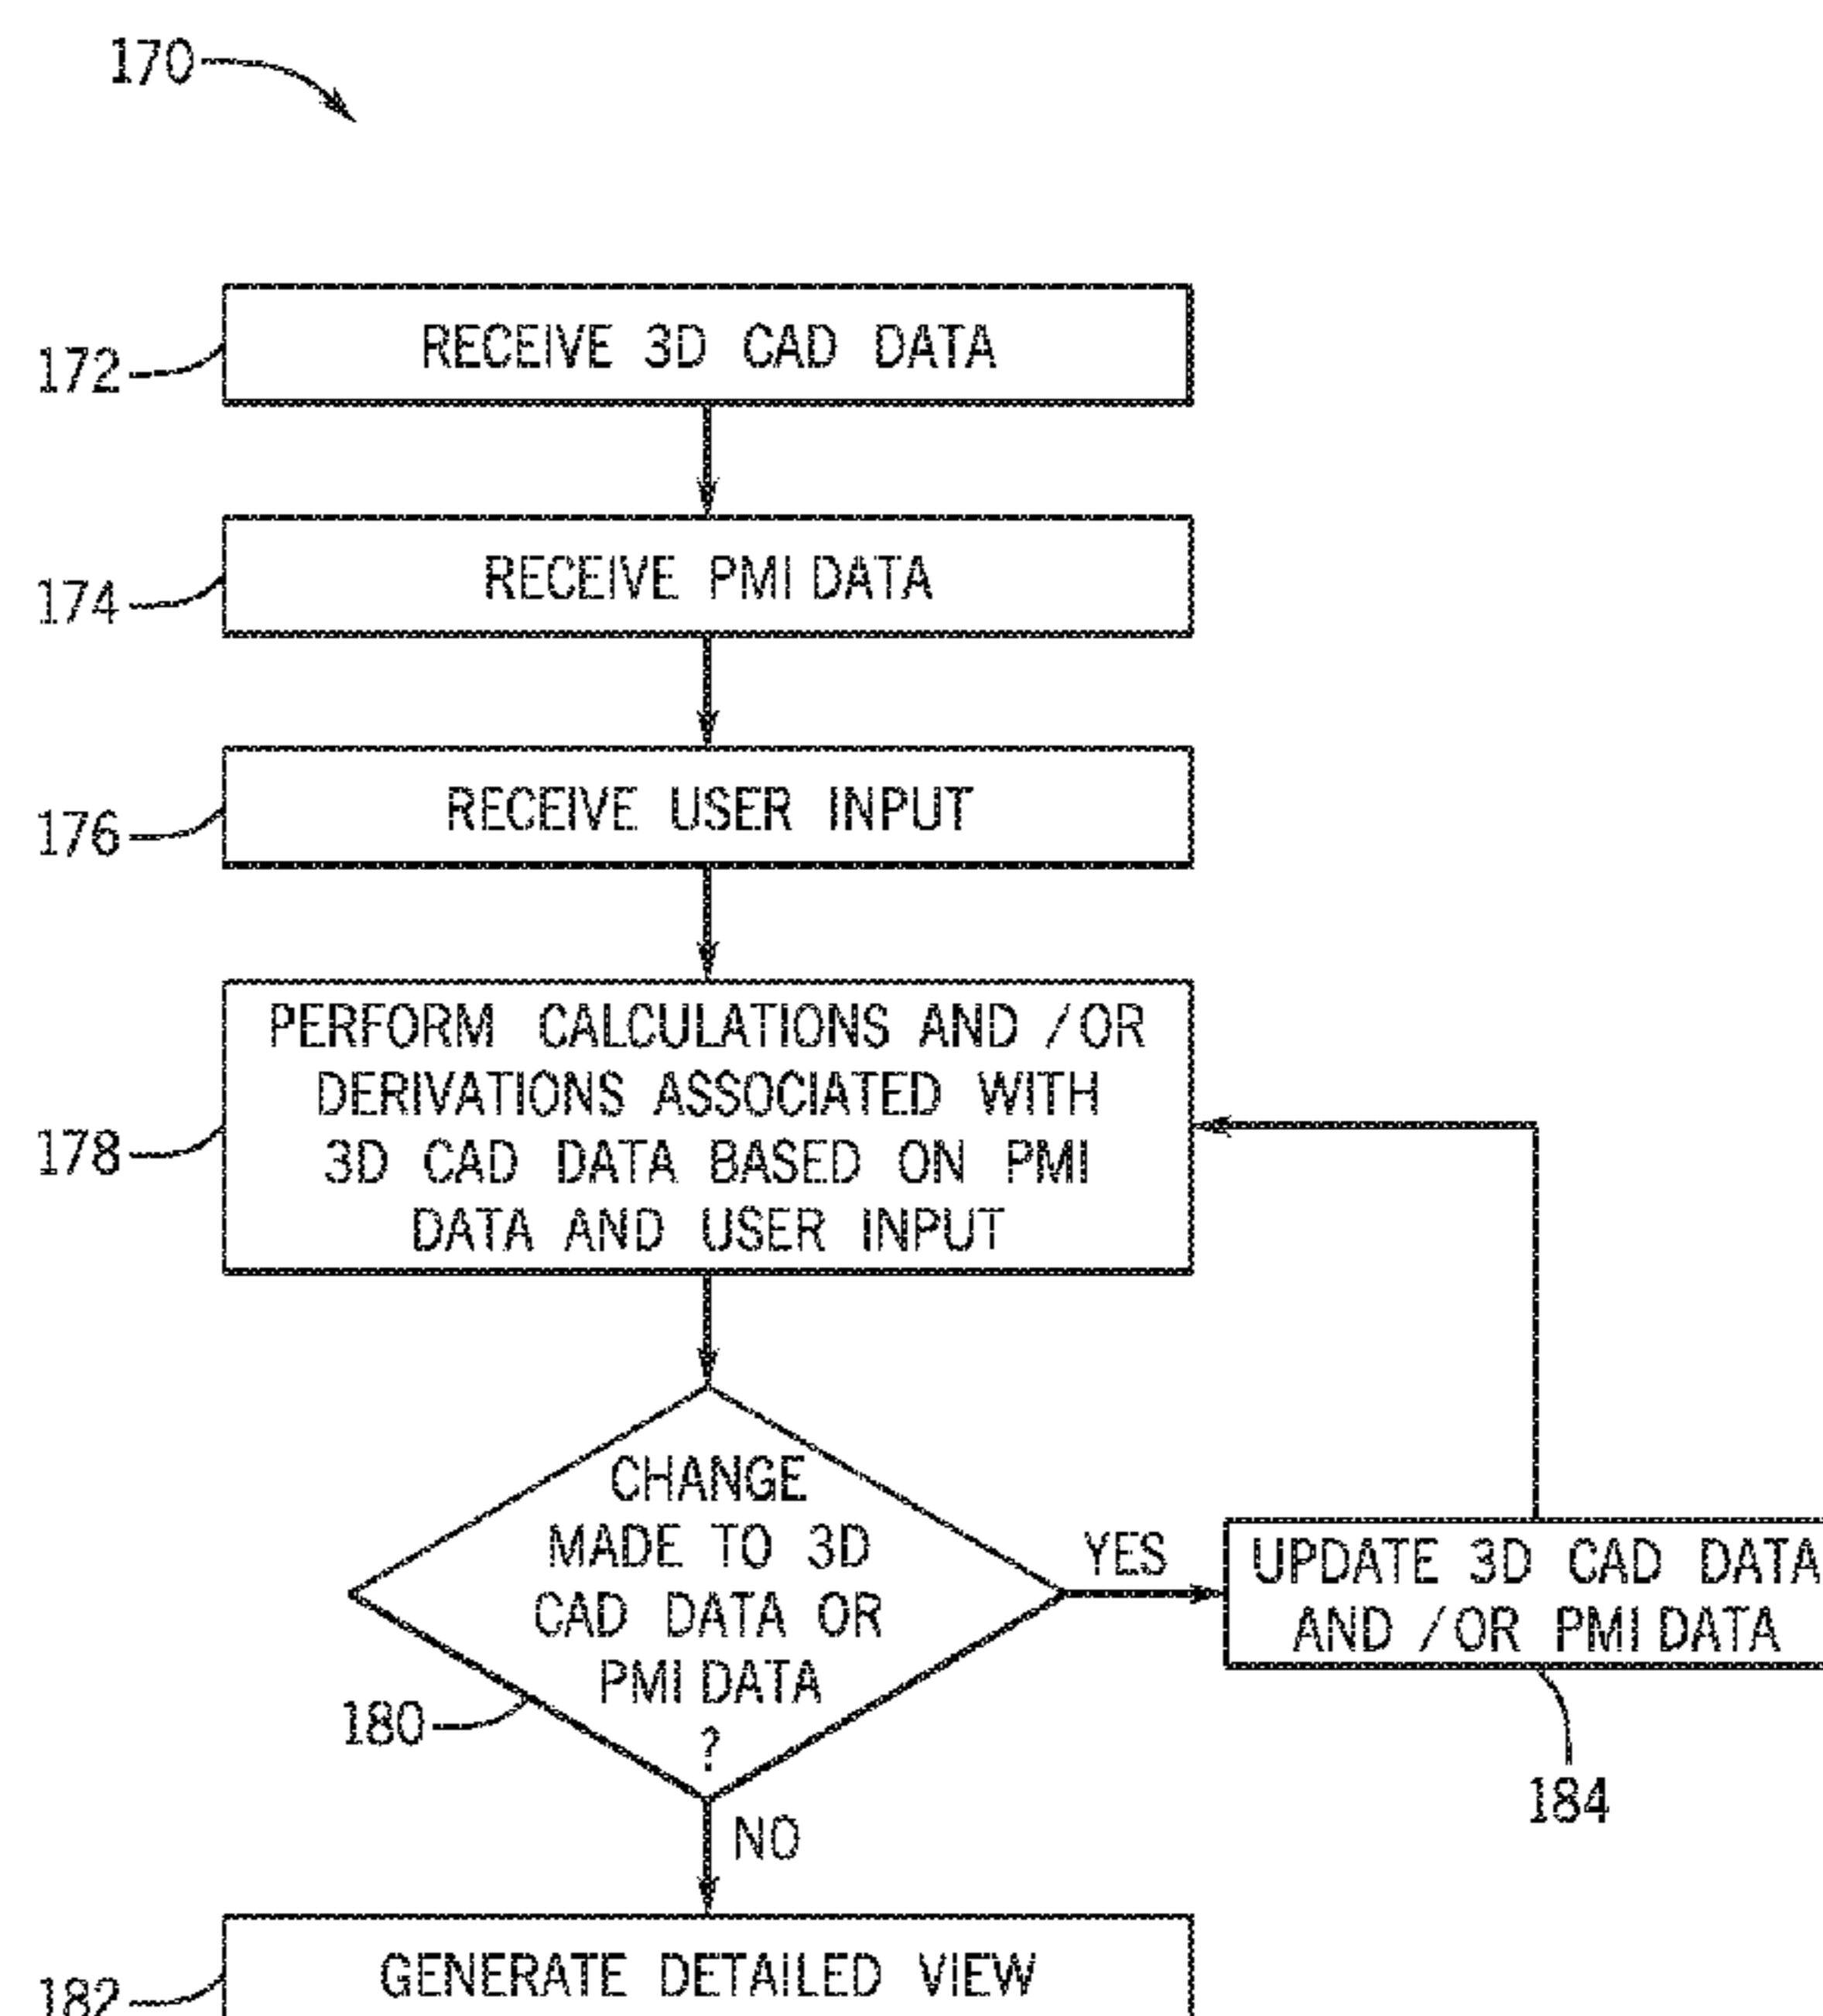 170
172
RECEIVE 3D CAD DATA
174
RECEIVE PMI DATA
176
RECEIVE USER INPUT
178
PERFORM CALCULATIONS AND /OR
DERIVATIONS ASSOCIATED WITH
3D CAD DATA BASED ON PMI
DATA AND USER INPUT
CHANGE
MADE TO 3D
CAD DATA OR
PMI DATA
?
180
YES
UPDATE 3D CAD DATA
AND /OR PMI DATA
184
NO
182
GENERATE DETAILED VIEW